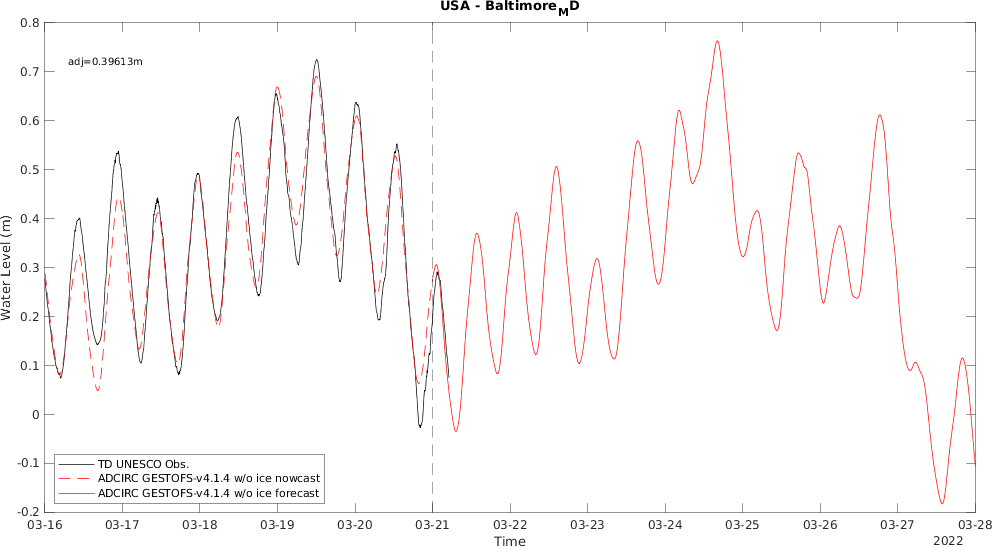 USA - Baltimore_MD
0.8
0.7
0.6
0.5
0.4
0.3
0.2
0.1
0
-0.1
-0.2
Water Level (m)
adj=0.39613m
TD UNESCO Obs.
ADCIRC GESTOFS-v4.1.4 w/o ice nowcast
ADCIRC GESTOFS-v4.1.4 w/o ice forecast
03-16 03-17 03-18 03-19 03-20 03-21 03-22 03-23 03-24 03-25 03-26 03-27 03-28
Time
2022